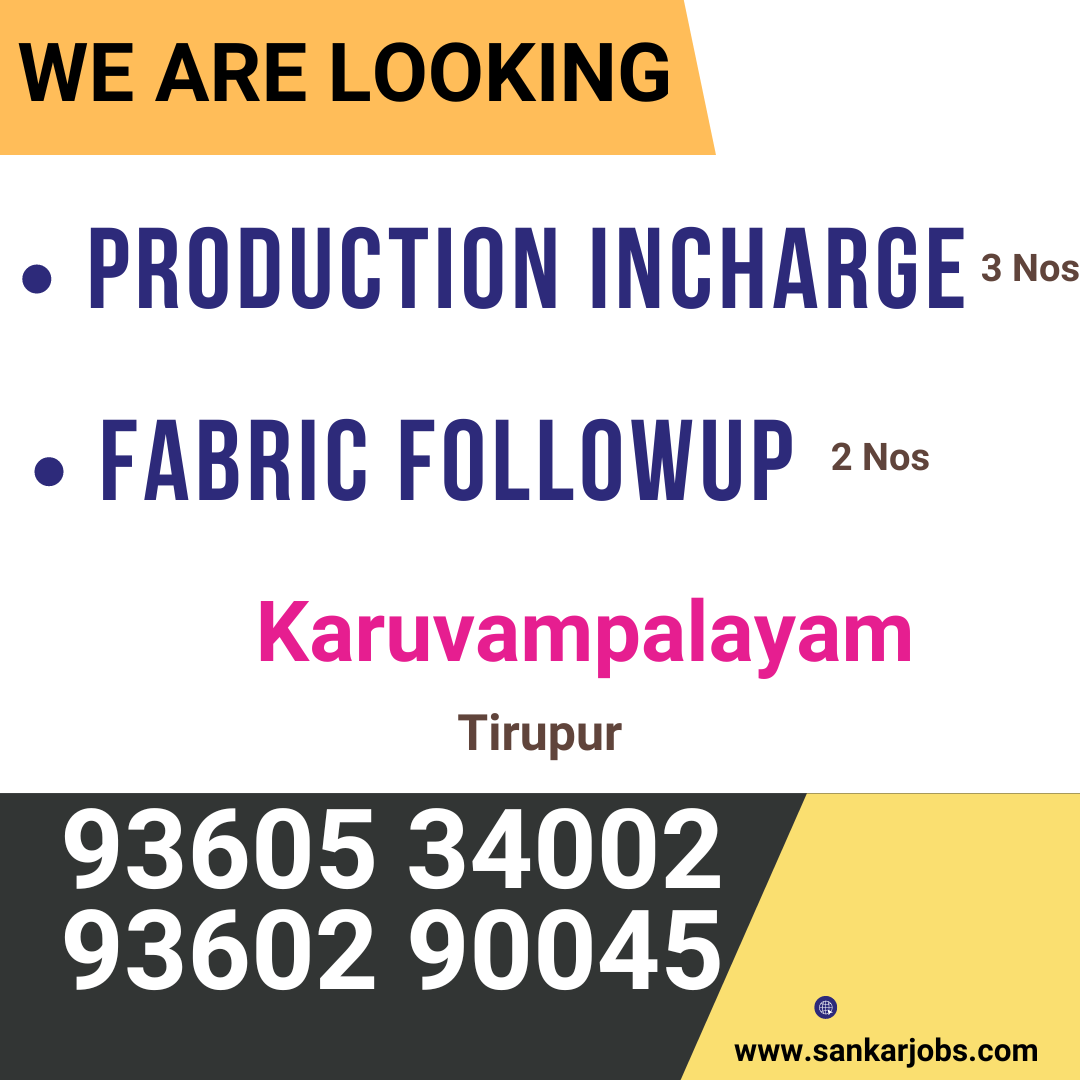 WE ARE LOOKING
• PRODUCTION INCHARGE 3 Nos
• FABRIC FOLLOWUP 2 Nos
Karuvampalayam
Tirupur
93605 34002
93602 90045
www.sankarjobs.com